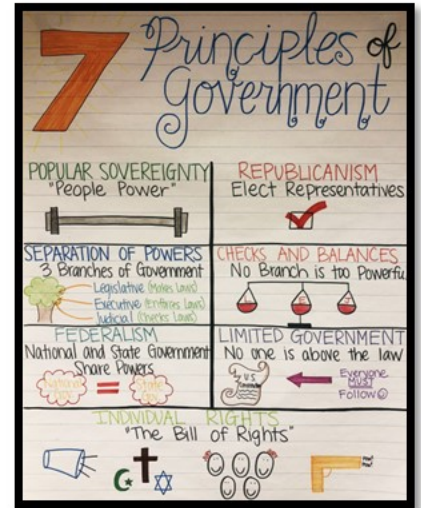 7 Principles of
Government
POPULAR SOVEREIGNTY
"People Power"
REPUBLICANISM
Elect Representatives
SEPARATION OF POWERS
3 Branches of Government
Legislative (Makes Laws)
Executive (Enforces Laws)
Judicial (Checks Laws)
CHECKS AND BALANCES
No Branch is too Powerful
L E J
FEDERALISM
National and State Government
Share Powers
National
=
State
LIMITED GOVERNMENT
No one is above the law
U.S.
Everyone
MUST
Follow
INDIVIDUAL RIGHTS
"The Bill of Rights"